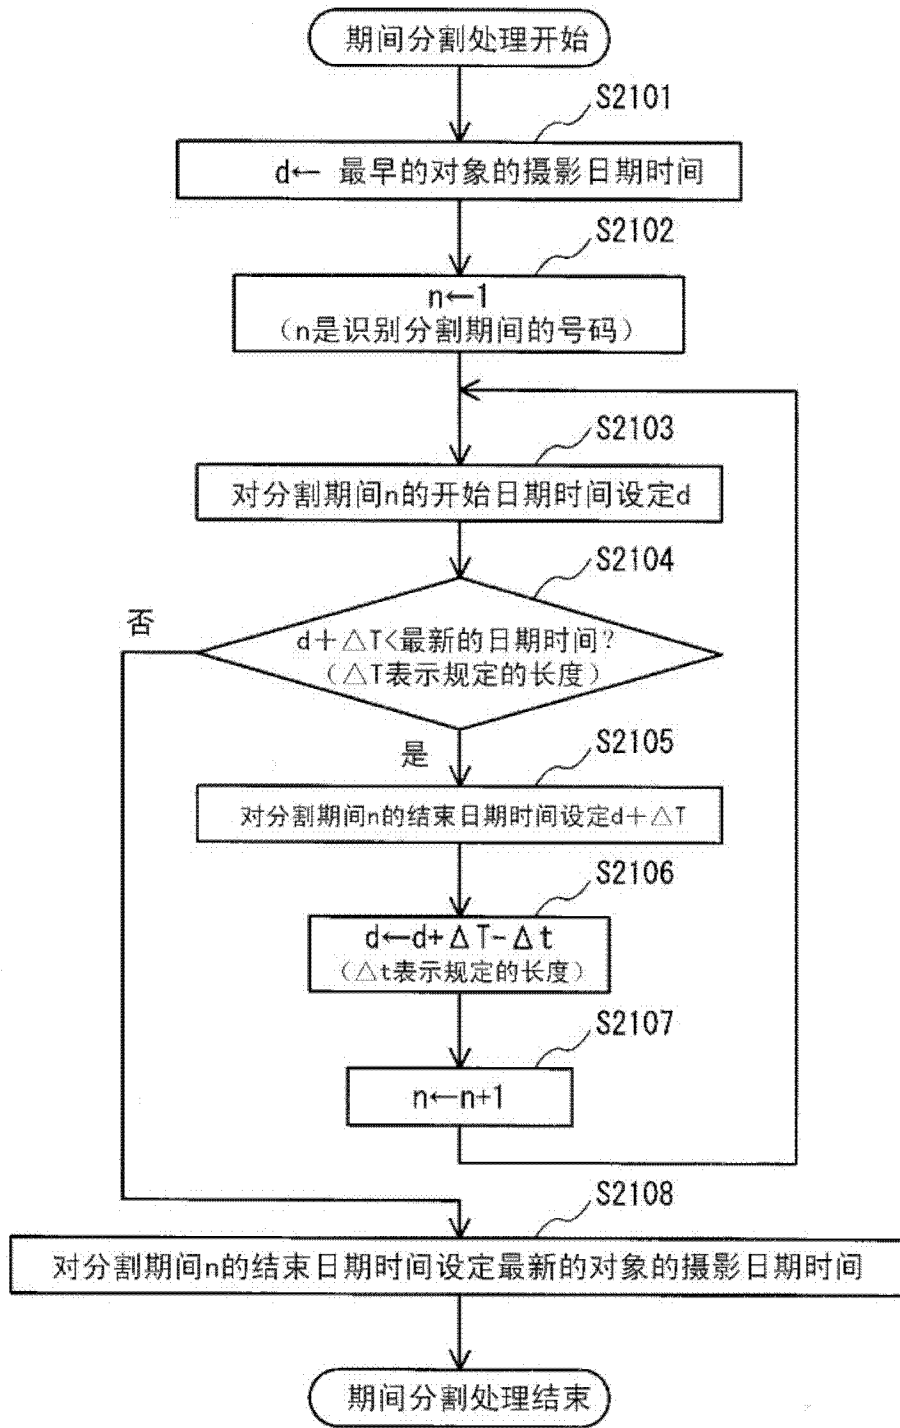 期间分割处理开始
S2101
d← 最早的对象的摄影日期时间
S2102
n←1
（n是识别分割期间的号码）
S2103
对分割期间n的开始日期时间设定d
S2104
否
d＋△T<最新的日期时间?
（△T表示规定的长度）
是
S2105
对分割期间n的结束日期时间设定d＋△T
S2106
d←d+ΔT-Δt
（△t表示规定的长度）
S2107
n←n+1
S2108
对分割期间n的结束日期时间设定最新的对象的摄影日期时间
期间分割处理结束